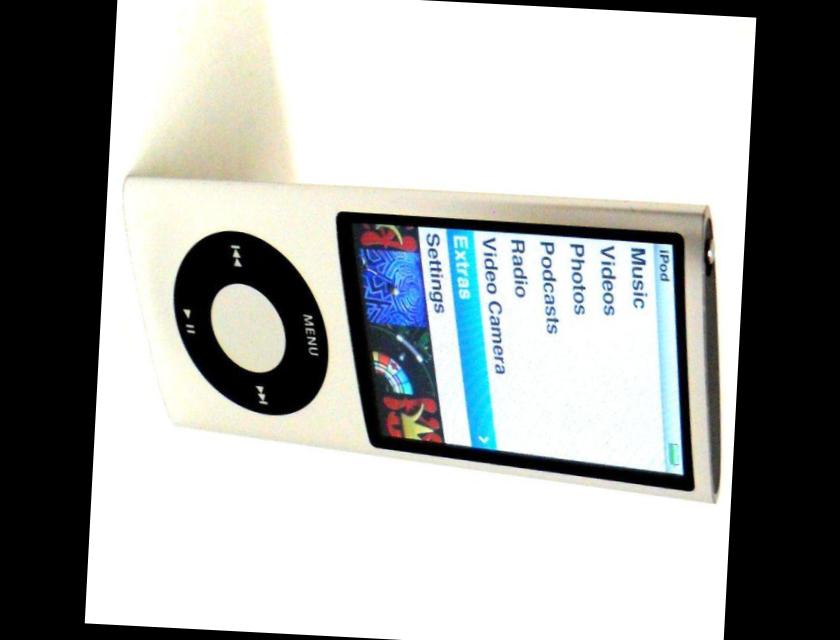 iPod
Music
Videos
Photos
Podcasts
Radio
Video Camera
Extras
Settings
MENU